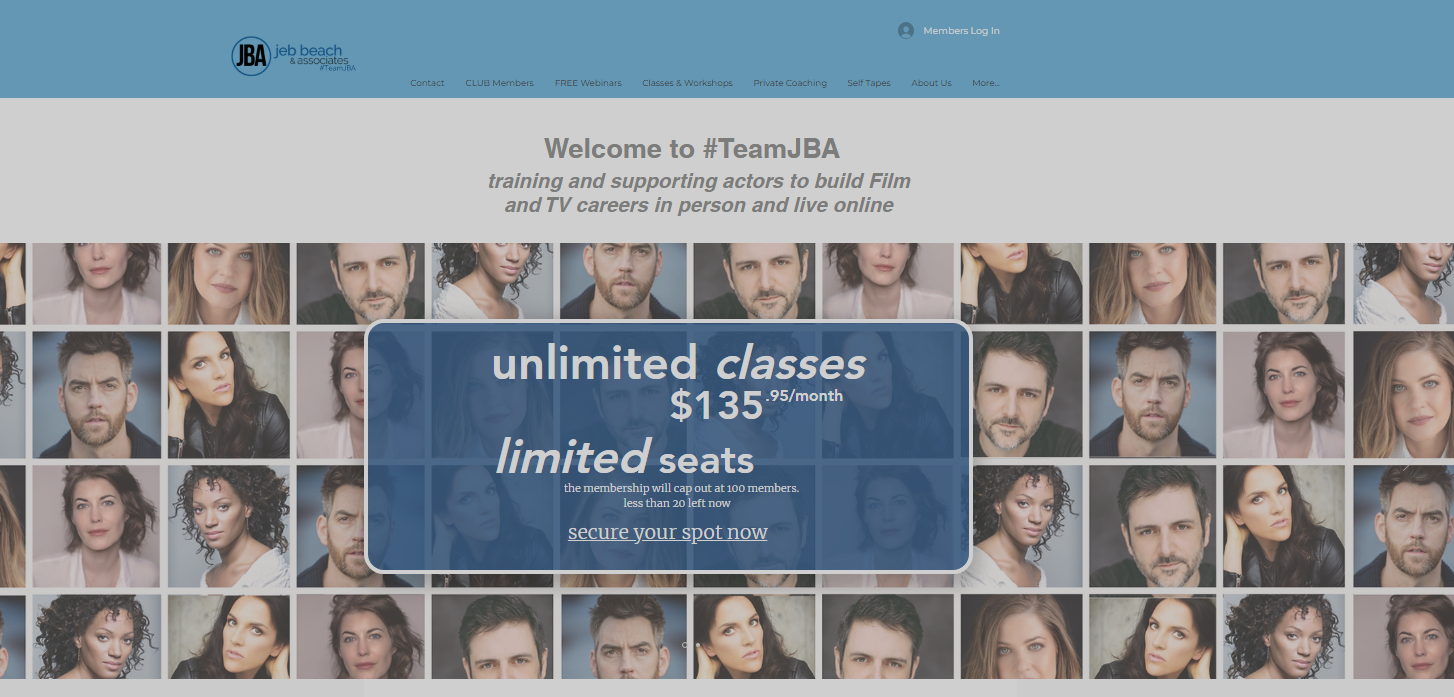 Members Log In
JBA
jeb beach
& associates
#TeamJBA
Contact
CLUB Members
FREE Webinars
Classes & Workshops
Private Coaching
Self Tapes
About Us
More...
Welcome to #TeamJBA
training and supporting actors to build Film
and TV careers in person and live online
unlimited classes
$135.95/month
limited seats
the membership will cap out at 100 members.
less than 20 left now
secure your spot now